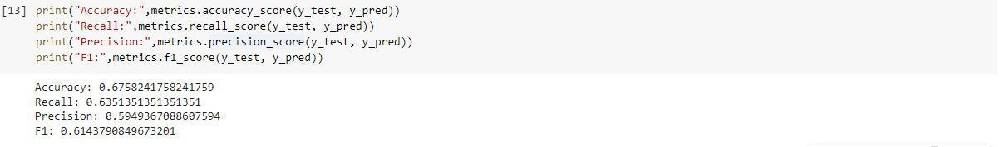 [13] print("Accuracy:",metrics.accuracy_score(y_test, y_pred))
print("Recall:",metrics.recall_score(y_test, y_pred))
print("Precision:",metrics.precision_score(y_test, y_pred))
print("F1:",metrics.f1_score(y_test, y_pred))
Accuracy: 0.6758241758241759
Recall: 0.6351351351351351
Precision: 0.5949367088607594
F1: 0.6143790849673201